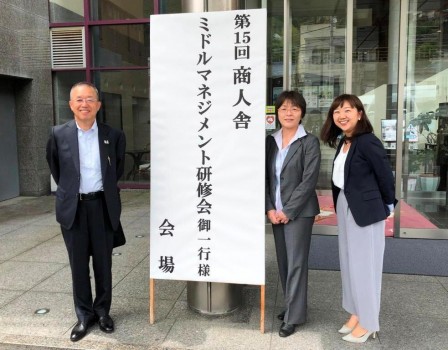 第15回 商人舎
ミドルマネジメント研修会 御一行様
会場